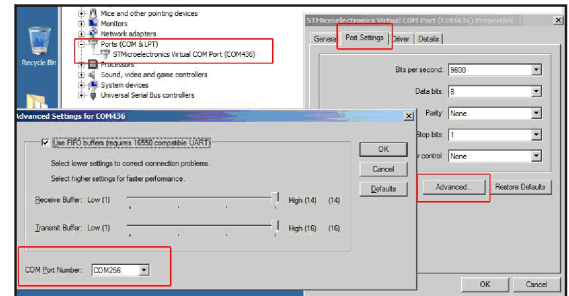 Mice and other pointing devices
Monitors
Network adapters
Ports (COM & LPT)
STMicroelectronics Virtual COM Port (COM436)
Processors
Sound, video and game controllers
System devices
Universal Serial Bus controllers
Recycle Bin
STMicroelectronics Virtual COM Port (COM436) Properties
General Port Settings Driver Details
Bits per second: 9600
Data bits: 8
Parity: None
Stop bits: 1
control: None
Advanced... Restore Defaults
OK Cancel
Advanced Settings for COM436
Use FIFO buffers (requires 16550 compatible UART)
Select lower settings to correct connection problems.
Select higher settings for faster performance.
Receive Buffer: Low (1) High (14) (14)
Transmit Buffer: Low (1) High (16) (16)
COM Port Number: COM256
OK
Cancel
Defaults